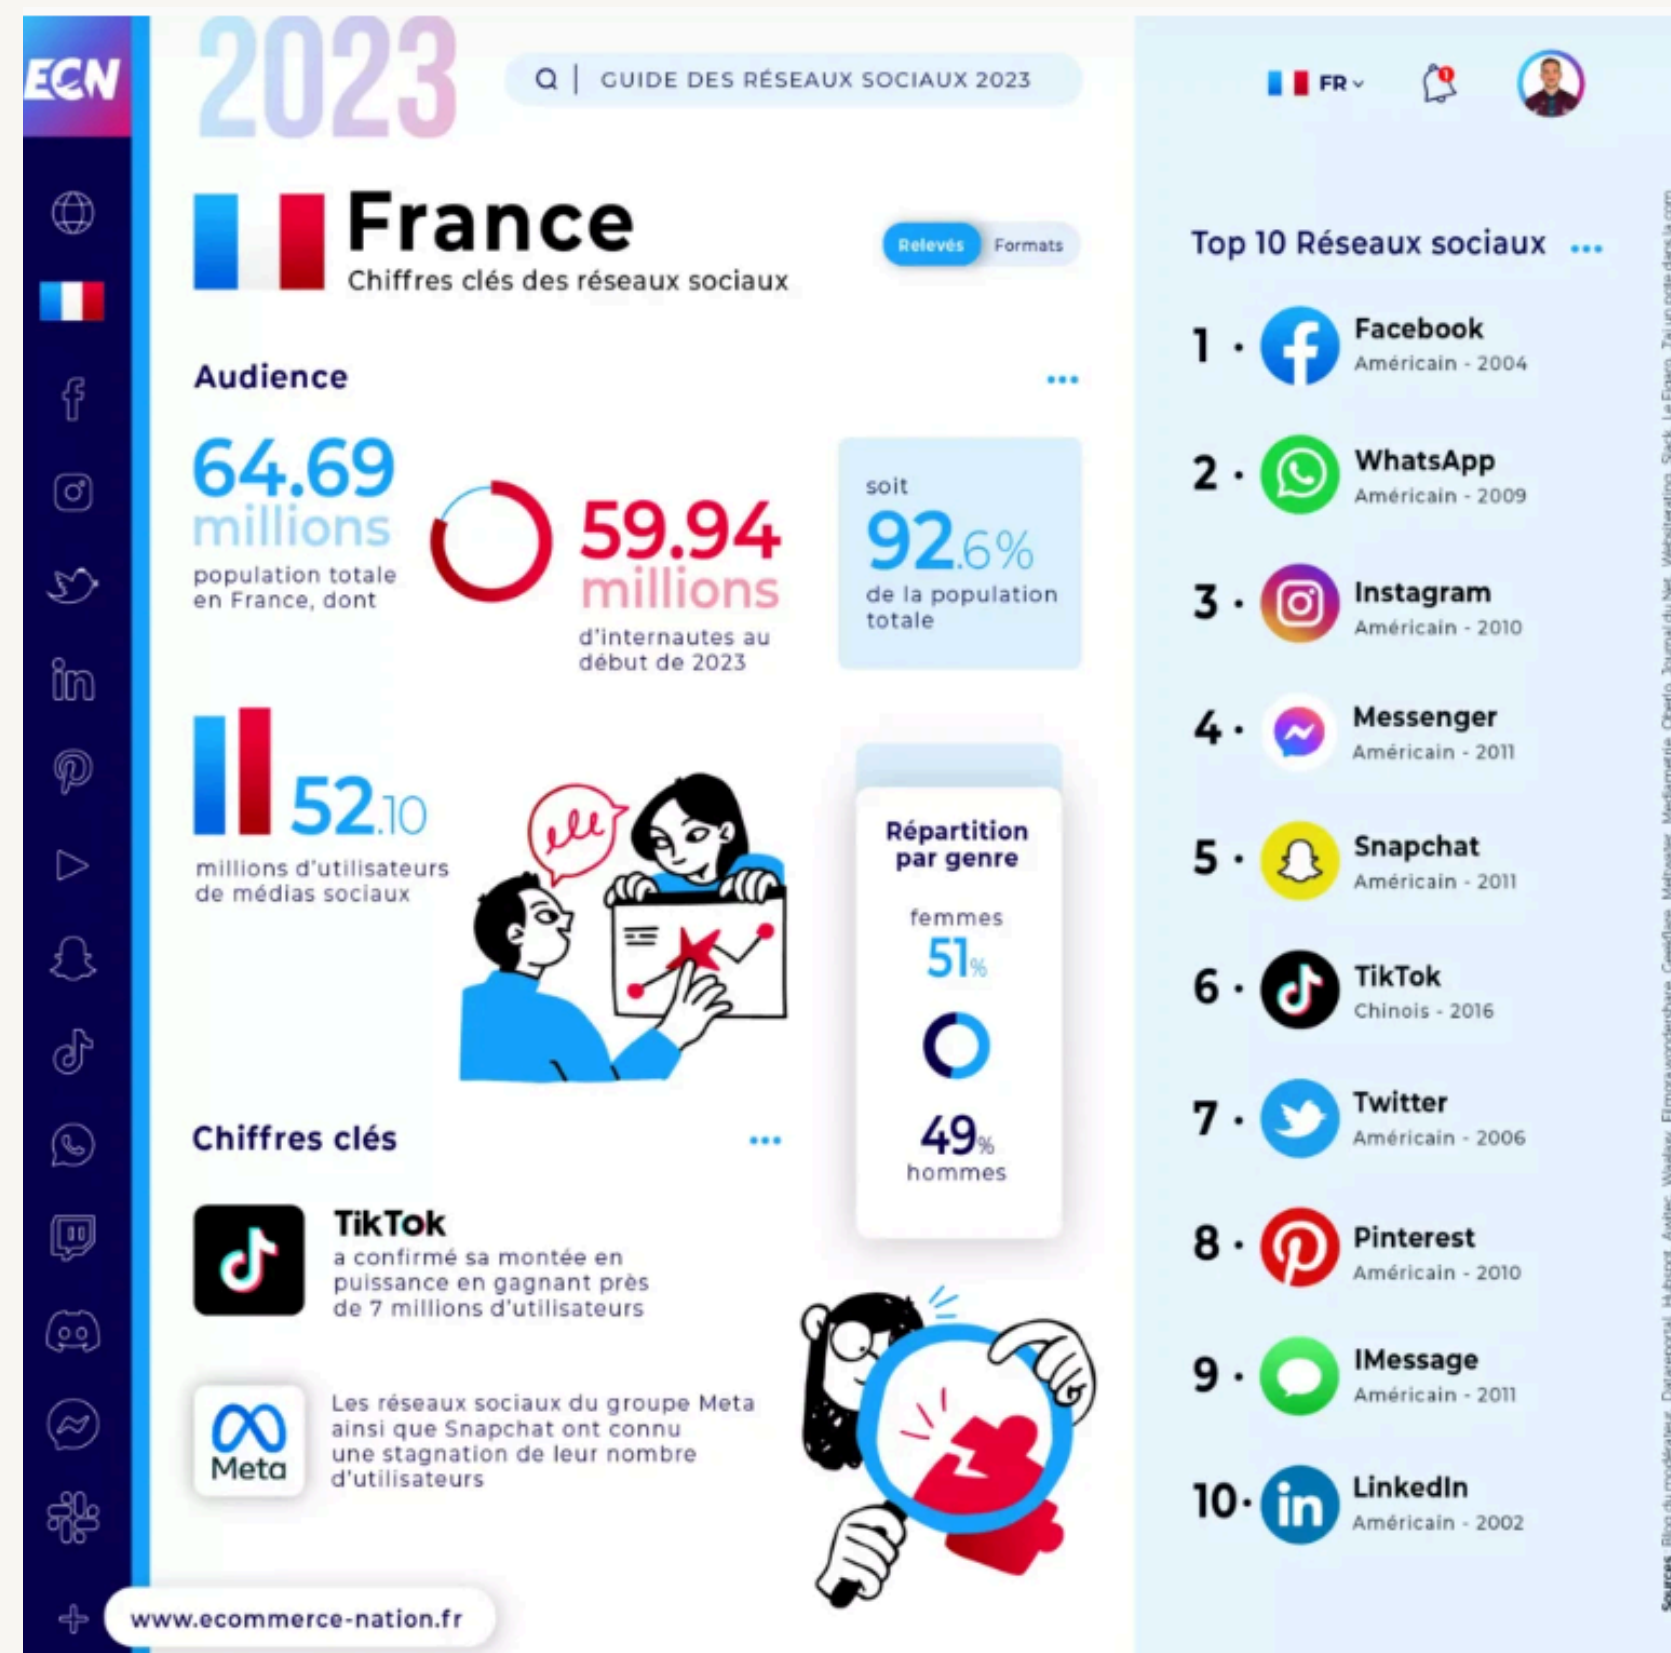 ECN
2023
GUIDE DES RÉSEAUX SOCIAUX 2023
FR
1
France
Chiffres clés des réseaux sociaux
Relevés Formats
Audience
64.69
millions
population totale
en France, dont
59.94
millions
d'internautes au
début de 2023
soit
92.6%
de la population
totale
52.10
millions d'utilisateurs
de médias sociaux
Répartition
par genre
femmes
51%
49%
hommes
Chiffres clés
TikTok
a confirmé sa montée en
puissance en gagnant près
de 7 millions d'utilisateurs
Meta
Les réseaux sociaux du groupe Meta
ainsi que Snapchat ont connu
une stagnation de leur nombre
d'utilisateurs
www.ecommerce-nation.fr
Top 10 Réseaux sociaux
1 · Facebook
Américain - 2004
2 · WhatsApp
Américain - 2009
3 · Instagram
Américain - 2010
4 · Messenger
Américain - 2011
5 · Snapchat
Américain - 2011
6 · TikTok
Chinois - 2016
7 · Twitter
Américain - 2006
8 · Pinterest
Américain - 2010
9 · IMessage
Américain - 2011
10 · LinkedIn
Américain - 2002
Sources